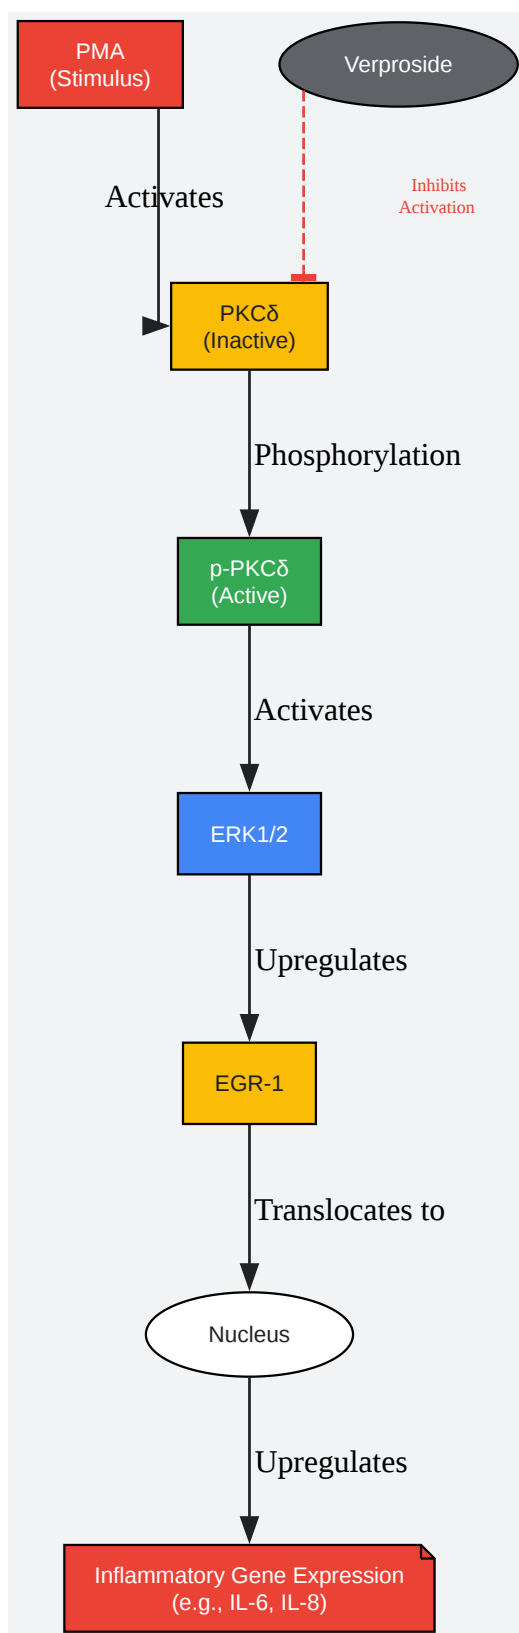 PMA
(Stimulus)
Verproside
Activates
Inhibits
Activation
PKCδ
(Inactive)
Phosphorylation
p-PKCδ
(Active)
Activates
ERK1/2
Upregulates
EGR-1
Translocates to
Nucleus
Upregulates
Inflammatory Gene Expression
(e.g., IL-6, IL-8)